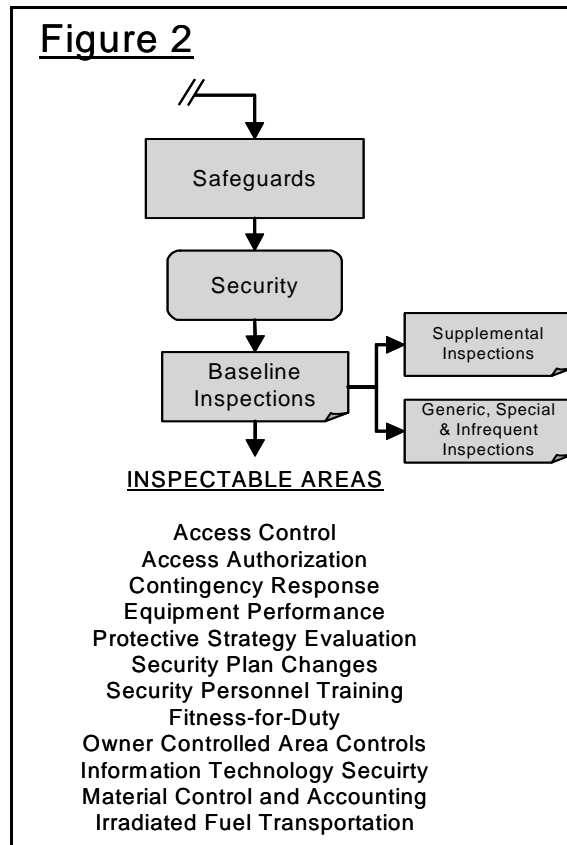 Figure 2
Safeguards
Security
Baseline
Inspections
Supplemental
Inspections
Generic, Special
& Infrequent
Inspections
INSPECTABLE AREAS
Access Control
Access Authorization
Contingency Response
Equipment Performance
Protective Strategy Evaluation
Security Plan Changes
Security Personnel Training
Fitness-for-Duty
Owner Controlled Area Controls
Information Technology Secuirty
Material Control and Accounting
Irradiated Fuel Transportation